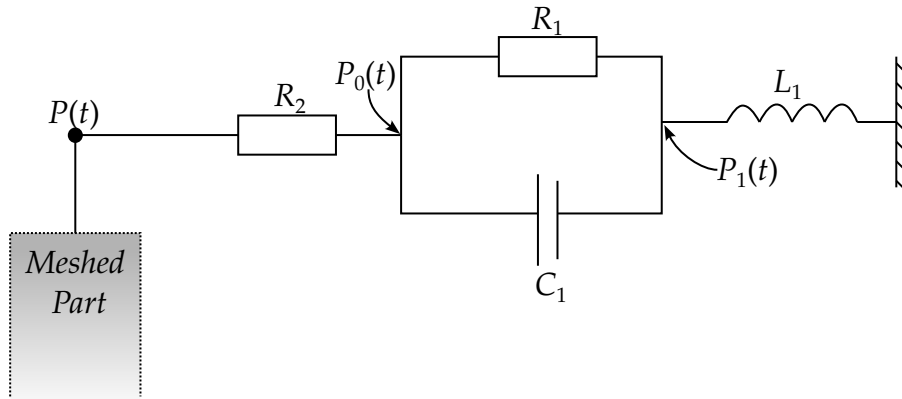 R₁
P₀(t)
L₁
P(t)
R₂
P₁(t)
Meshed
Part
C₁